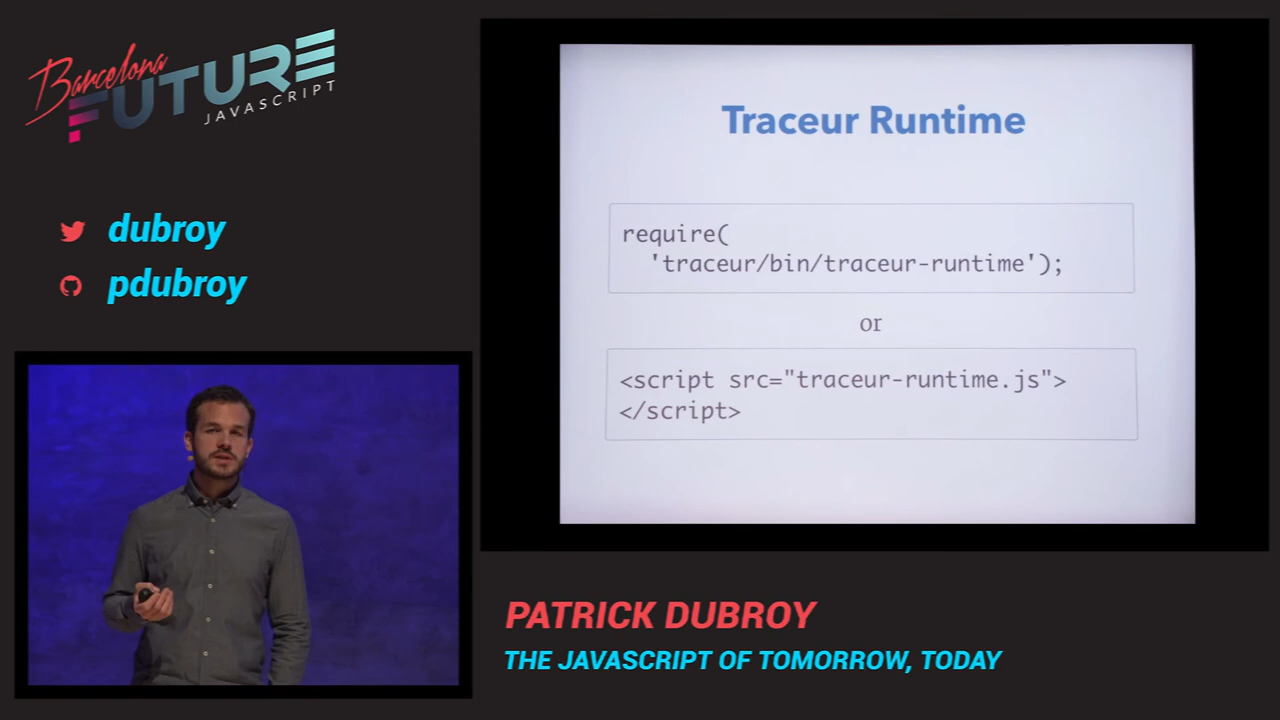 Barcelona
FUTURE
JAVASCRIPT
dubroy
pdubroy
Traceur Runtime
require(
'traceur/bin/traceur-runtime');
or
<script src="traceur-runtime.js">
</script>
PATRICK DUBROY
THE JAVASCRIPT OF TOMORROW, TODAY